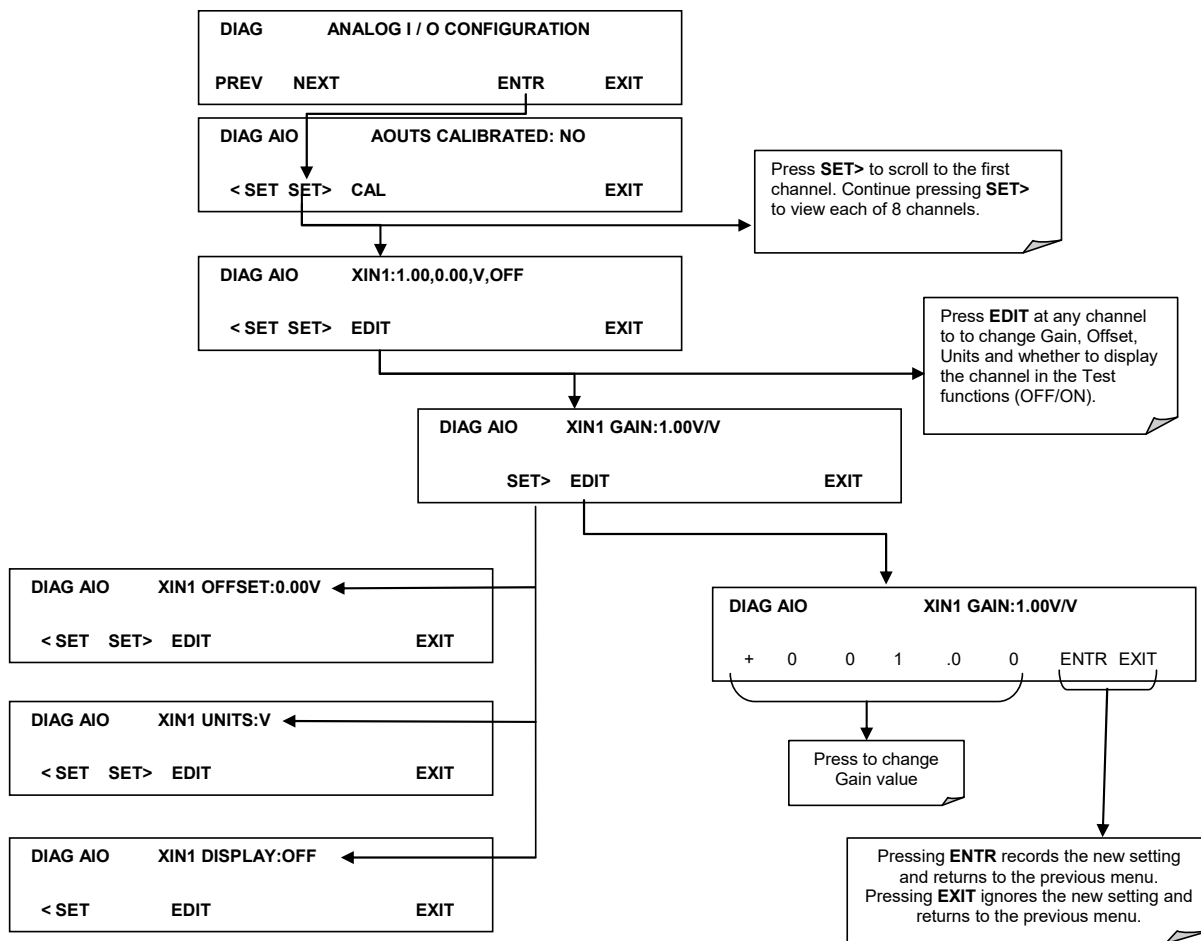 DIAG ANALOG I / O CONFIGURATION
PREV NEXT ENTR EXIT
DIAG AIO AOUTS CALIBRATED: NO
< SET SET> CAL EXIT
Press SET> to scroll to the first
channel. Continue pressing SET>
to view each of 8 channels.
DIAG AIO XIN1:1.00,0.00,V,OFF
< SET SET> EDIT EXIT
Press EDIT at any channel
to to change Gain, Offset,
Units and whether to display
the channel in the Test
functions (OFF/ON).
DIAG AIO XIN1 GAIN:1.00V/V
SET> EDIT EXIT
DIAG AIO XIN1 OFFSET:0.00V
< SET SET> EDIT EXIT
DIAG AIO XIN1 GAIN:1.00V/V
+ 0 0 1 .0 0 ENTR EXIT
DIAG AIO XIN1 UNITS:V
< SET SET> EDIT EXIT
Press to change
Gain value
DIAG AIO XIN1 DISPLAY:OFF
< SET EDIT EXIT
Pressing ENTR records the new setting
and returns to the previous menu.
Pressing EXIT ignores the new setting and
returns to the previous menu.